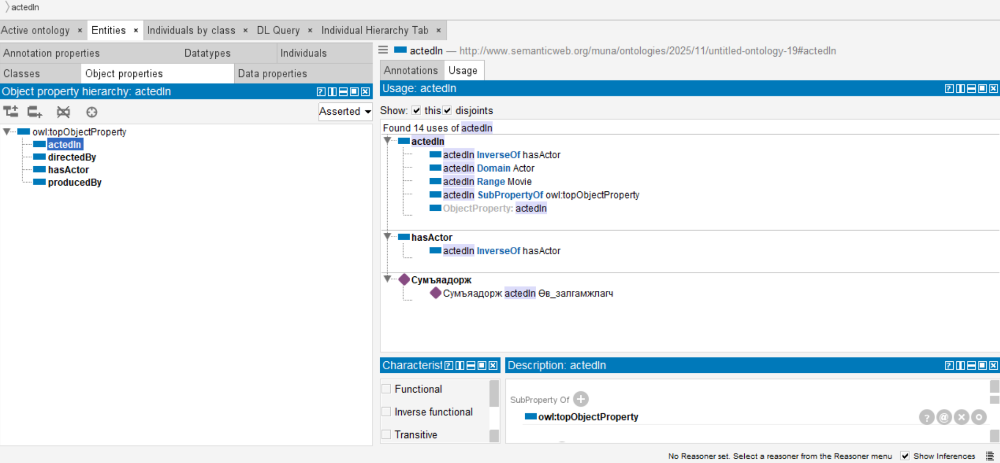 actedIn
Active ontology × Entities × Individuals by class × DL Query × Individual Hierarchy Tab ×
Annotation properties Datatypes Individuals
Classes Object properties Data properties
Object property hierarchy: actedIn
Asserted
owl:topObjectProperty
actedIn
directedBy
hasActor
producedBy
actedIn — http://www.semanticweb.org/muna/ontologies/2025/11/untitled-ontology-19#actedIn
Annotations Usage
Usage: actedIn
Show: this disjoints
Found 14 uses of actedIn
actedIn
actedIn InverseOf hasActor
actedIn Domain Actor
actedIn Range Movie
actedIn SubPropertyOf owl:topObjectProperty
ObjectProperty: actedIn
hasActor
actedIn InverseOf hasActor
Сумъяадорж
Сумъяадорж actedIn Өв_залгамжлагч
Characterist
Functional
Inverse functional
Transitive
Description: actedIn
SubProperty Of
owl:topObjectProperty
No Reasoner set. Select a reasoner from the Reasoner menu Show Inferences